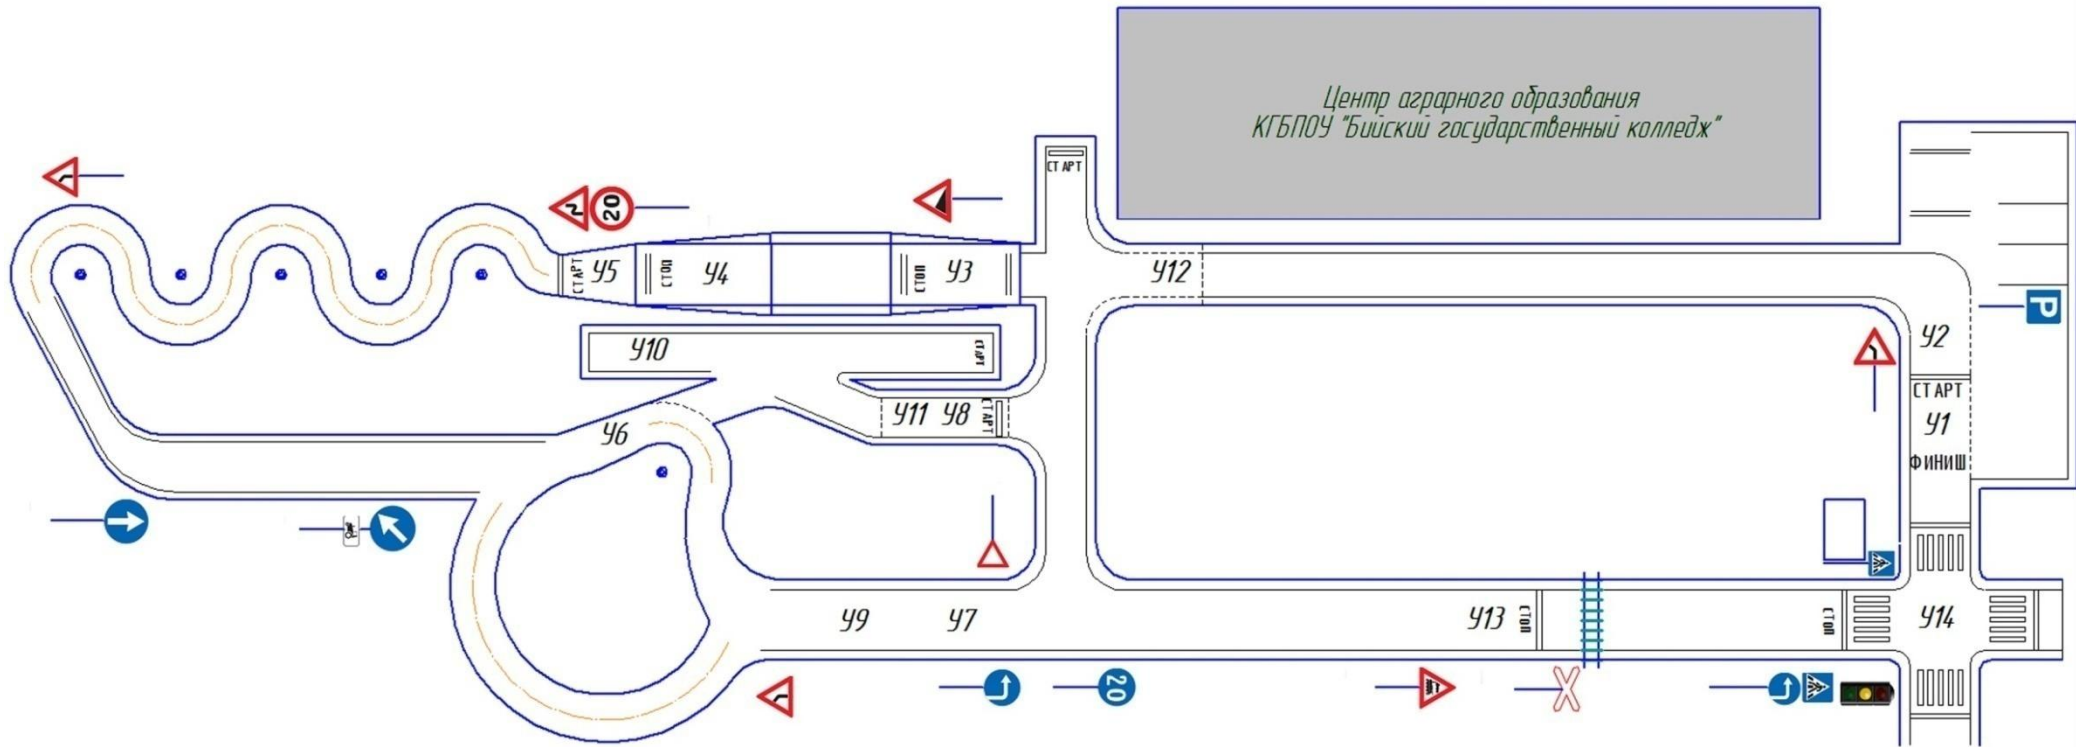 Центр аграрного образования
КГБПОУ "Бийский государственный колледж"
СТАРТ
20
СТАРТ
У5
СТОП
У4
СТОП
У3
У12
P
У2
У10
СТАРТ
СТАРТ
У1
ФИНИШ
У6
У11
У8
СТАРТ
У9
У7
У13
СТОП
СТОП
У14
20